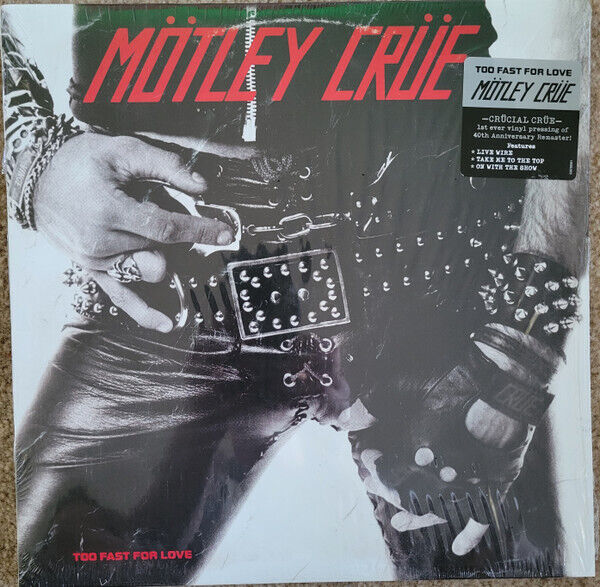 MÖTLEY CRÜE
TOO FAST FOR LOVE
MÖTLEY CRÜE
—CRÜCIAL CRÜE—
1st ever vinyl pressing of
40th Anniversary Remaster!
Features
★ LIVE WIRE
★ TAKE ME TO THE TOP
★ ON WITH THE SHOW
CRÜE
TOO FAST FOR LOVE